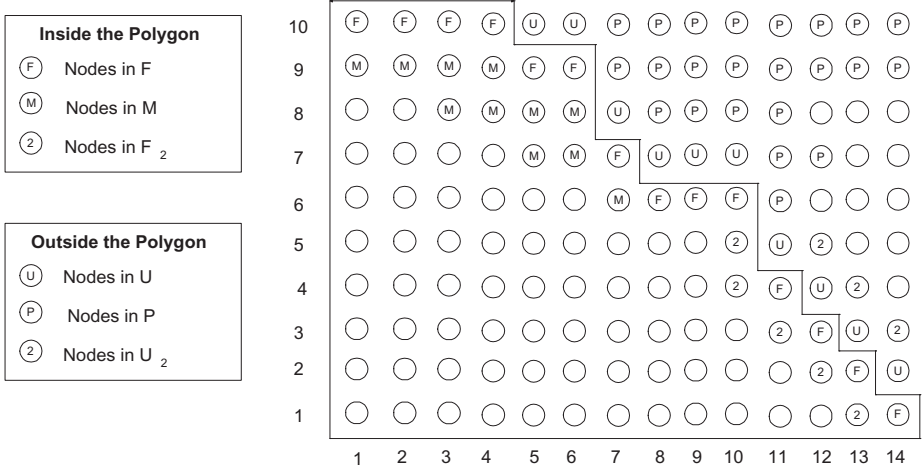 Inside the Polygon
F Nodes in F
M Nodes in M
2 Nodes in F 2
Outside the Polygon
U Nodes in U
P Nodes in P
2 Nodes in U 2
10 F F F F U U P P P P P P P P
9 M M M M F F P P P P P P P P
8 M M M M U P P P P
7 M M F U U U P P
6 M F F F P
5 2 U 2
4 2 F U 2
3 2 F U 2
2 2 F U
1 2 F
1 2 3 4 5 6 7 8 9 10 11 12 13 14